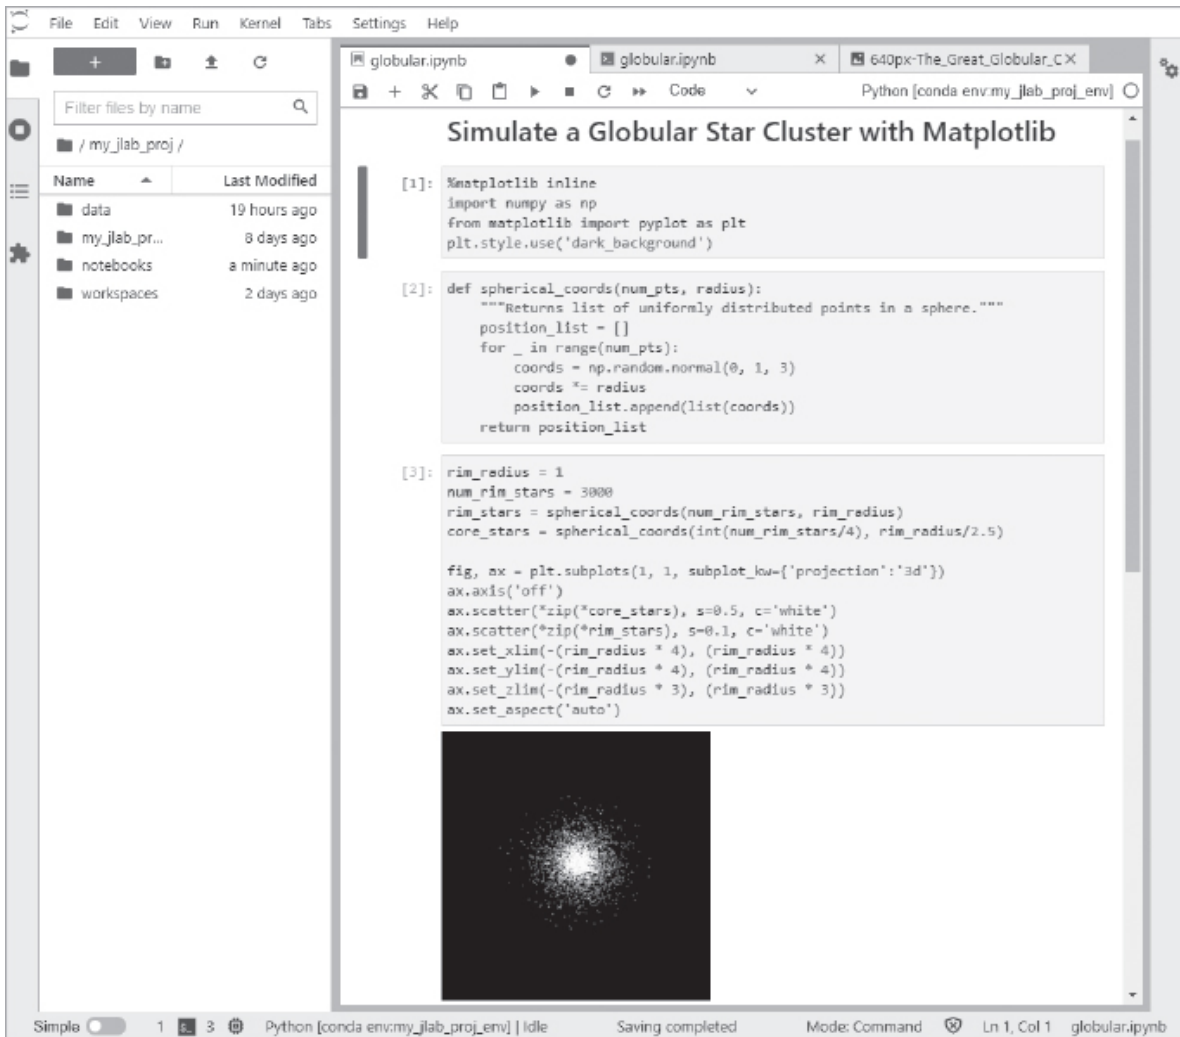 File Edit View Run Kernel Tabs Settings Help
+
Filter files by name
/ my_jlab_proj /
Name Last Modified
data 19 hours ago
my_jlab_pr... 8 days ago
notebooks a minute ago
workspaces 2 days ago
globular.ipynb
globular.ipynb
640px-The_Great_Globular_C
Code
Python [conda env:my_jlab_proj_env]
Simulate a Globular Star Cluster with Matplotlib
[1]: %matplotlib inline
import numpy as np
from matplotlib import pyplot as plt
plt.style.use('dark_background')
[2]: def spherical_coords(num_pts, radius):
"""Returns list of uniformly distributed points in a sphere."""
position_list = []
for _ in range(num_pts):
coords = np.random.normal(0, 1, 3)
coords *= radius
position_list.append(list(coords))
return position_list
[3]: rim_radius = 1
num_rim_stars = 3000
rim_stars = spherical_coords(num_rim_stars, rim_radius)
core_stars = spherical_coords(int(num_rim_stars/4), rim_radius/2.5)
fig, ax = plt.subplots(1, 1, subplot_kw={'projection':'3d'})
ax.axis('off')
ax.scatter(*zip(*core_stars), s=0.5, c='white')
ax.scatter(*zip(*rim_stars), s=0.1, c='white')
ax.set_xlim(-(rim_radius * 4), (rim_radius * 4))
ax.set_ylim(-(rim_radius * 4), (rim_radius * 4))
ax.set_zlim(-(rim_radius * 3), (rim_radius * 3))
ax.set_aspect('auto')
Simple 1 3 Python [conda env:my_jlab_proj_env] | Idle Saving completed Mode: Command Ln 1, Col 1 globular.ipynb